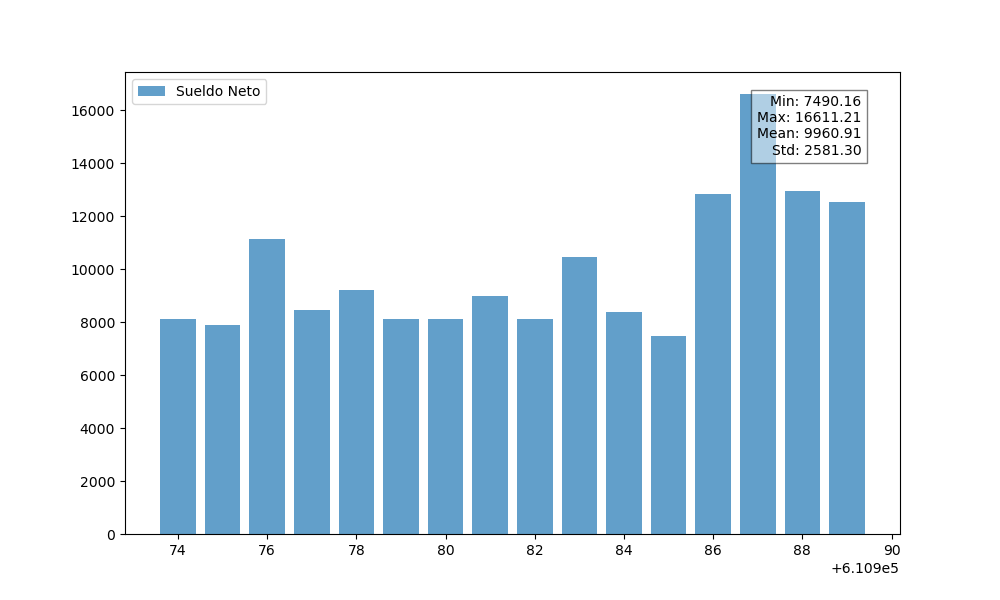 Sueldo Neto
Min: 7490.16
Max: 16611.21
Mean: 9960.91
Std: 2581.30
16000
14000
12000
10000
8000
6000
4000
2000
0
74 76 78 80 82 84 86 88 90
+6.109e5